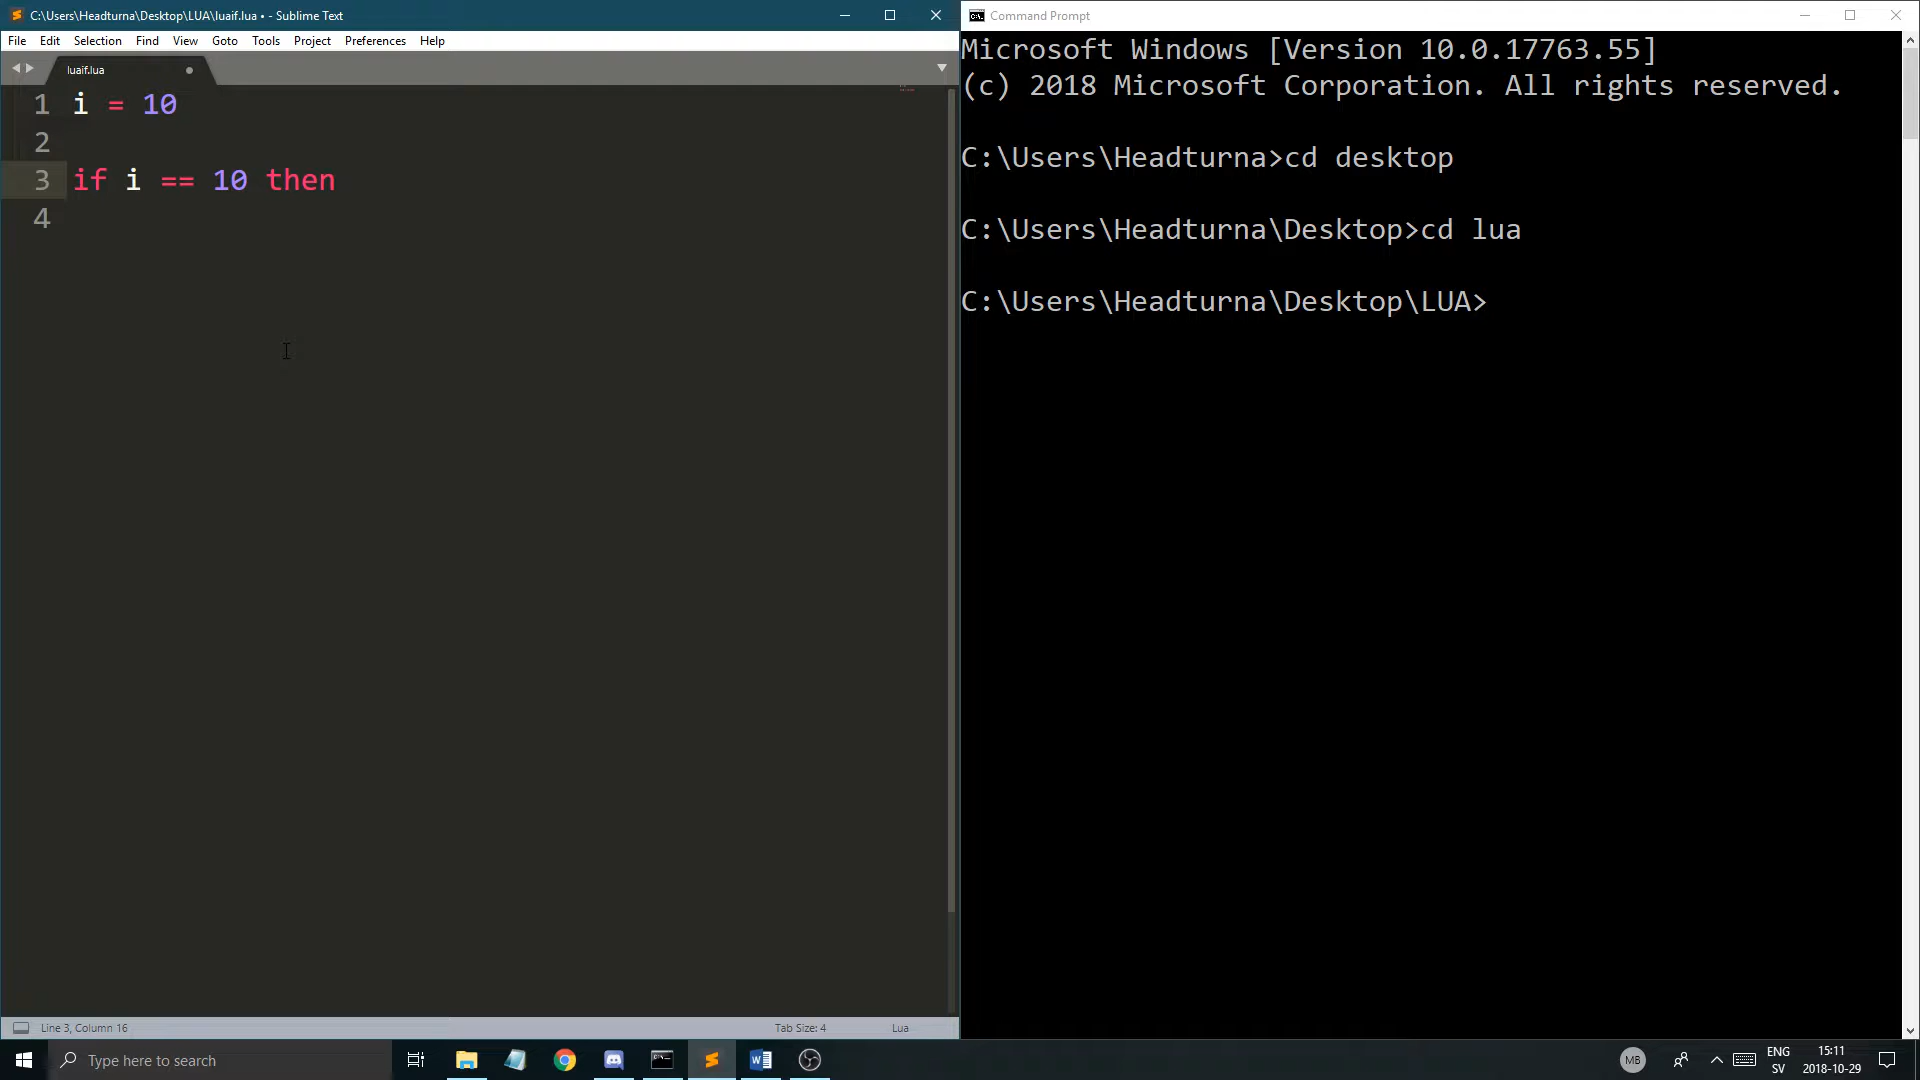 C:\Users\Headturna\Desktop\LUA\luaif.lua • - Sublime Text
File Edit Selection Find View Goto Tools Project Preferences Help
luaif.lua
1 i = 10
2
3 if i == 10 then
4
Line 3, Column 16
Tab Size: 4
Lua
Command Prompt
Microsoft Windows [Version 10.0.17763.55]
(c) 2018 Microsoft Corporation. All rights reserved.
C:\Users\Headturna>cd desktop
C:\Users\Headturna\Desktop>cd lua
C:\Users\Headturna\Desktop\LUA>
Type here to search
MB
ENG
SV
15:11
2018-10-29